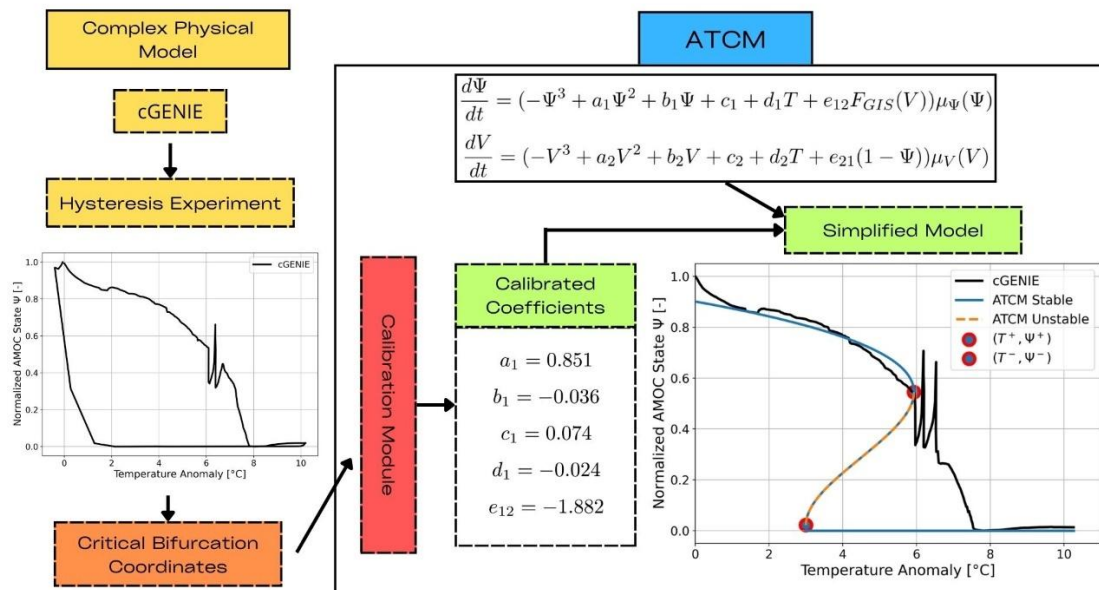 Complex Physical
Model
cGENIE
Hysteresis Experiment
cGENIE
Normalized AMOC State Ψ [-]
1.0
0.8
0.6
0.4
0.2
0.0
0 2 4 6 8 10
Temperature Anomaly [°C]
Critical Bifurcation
Coordinates
ATCM
dΨ/dt = (−Ψ³ + a₁Ψ² + b₁Ψ + c₁ + d₁T + e₁₂F_GIS(V))μ_Ψ(Ψ)
dV/dt = (−V³ + a₂V² + b₂V + c₂ + d₂T + e₂₁(1 − Ψ))μ_V(V)
Calibration Module
Calibrated
Coefficients
a₁ = 0.851
b₁ = −0.036
c₁ = 0.074
d₁ = −0.024
e₁₂ = −1.882
Simplified Model
cGENIE
ATCM Stable
ATCM Unstable
(T⁺, Ψ⁺)
(T⁻, Ψ⁻)
Normalized AMOC State Ψ [-]
1.0
0.8
0.6
0.4
0.2
0.0
0 2 4 6 8 10
Temperature Anomaly [°C]